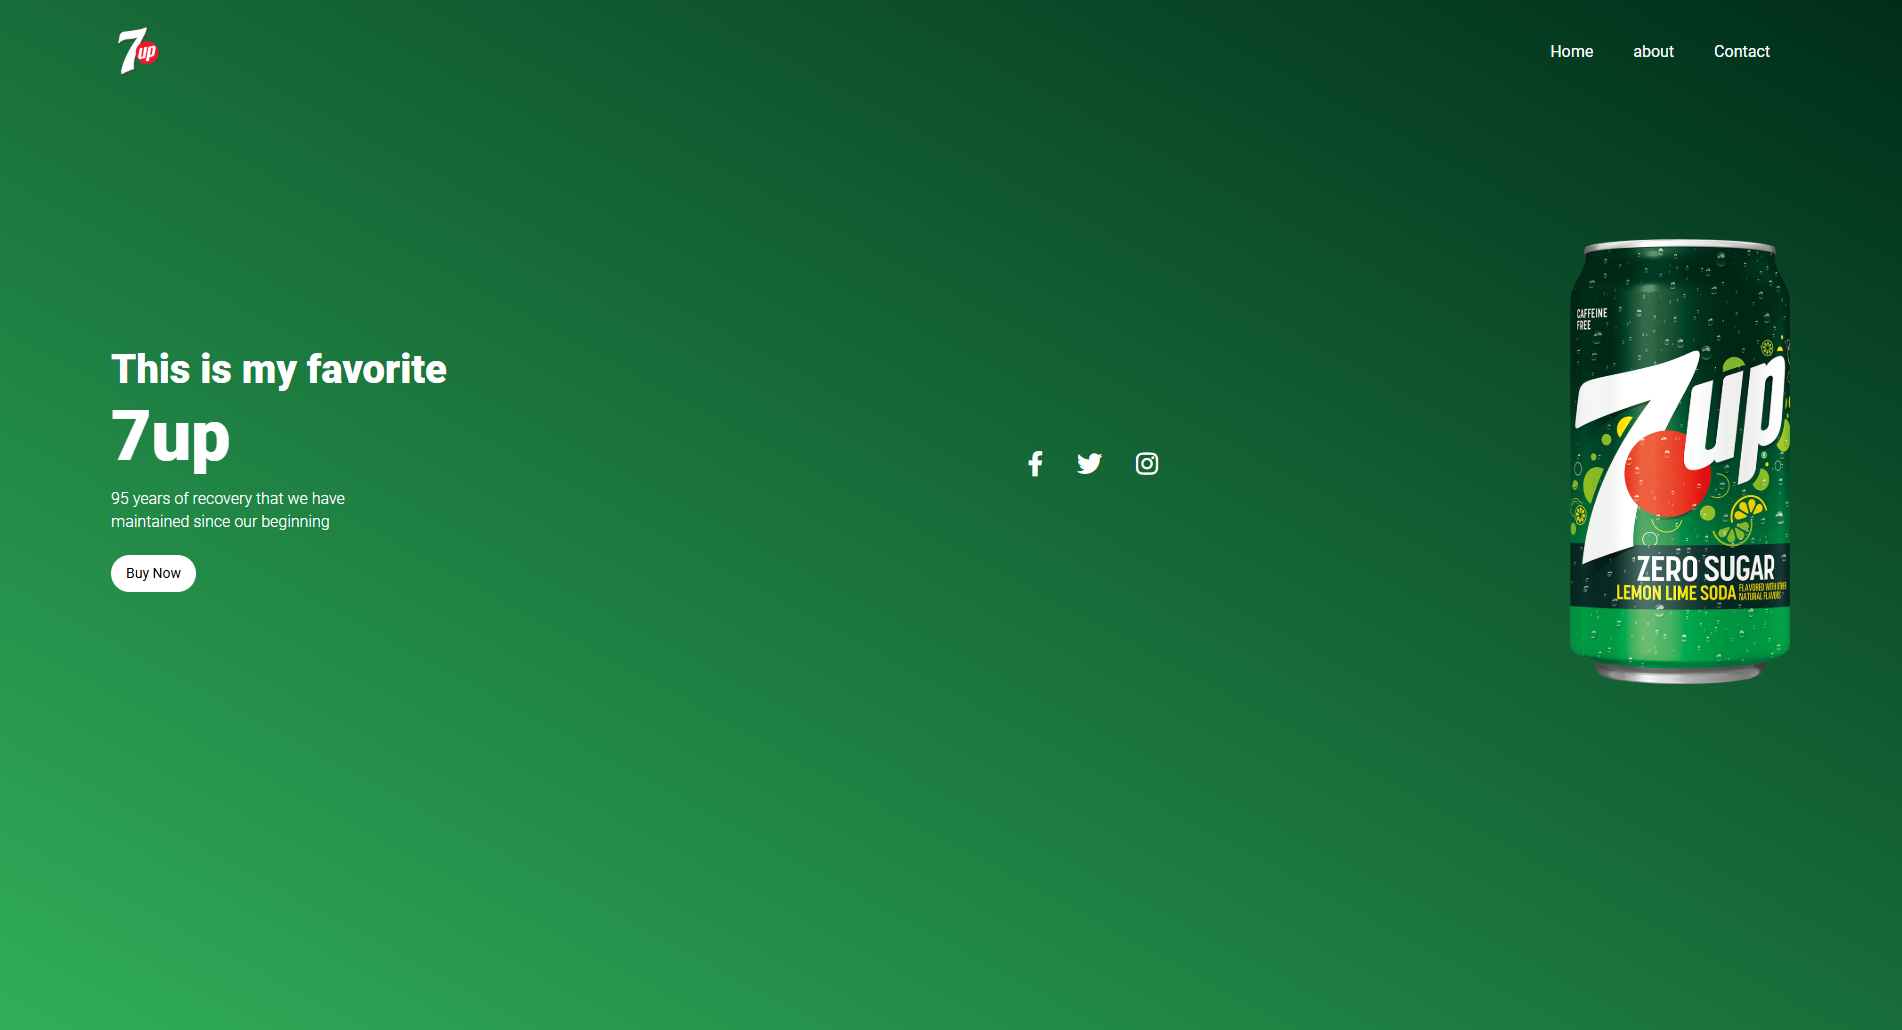 7up
Home about Contact
This is my favorite
7up
95 years of recovery that we have
maintained since our beginning
Buy Now
CAFFEINE
FREE
7up
ZERO SUGAR
LEMON LIME SODA
FLAVORED WITH OTHER
NATURAL FLAVORS